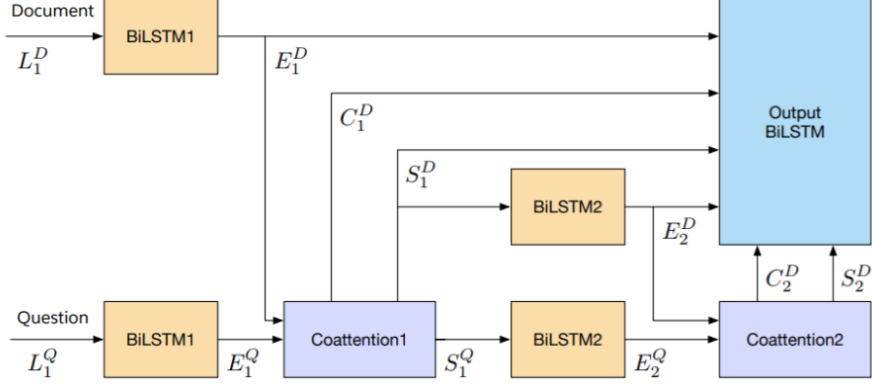 Document
BiLSTM1
L_1^D
E_1^D
C_1^D
Output
BiLSTM
S_1^D
BiLSTM2
E_2^D
C_2^D
S_2^D
Question
BiLSTM1
Coattention1
BiLSTM2
Coattention2
L_1^Q
E_1^Q
S_1^Q
E_2^Q